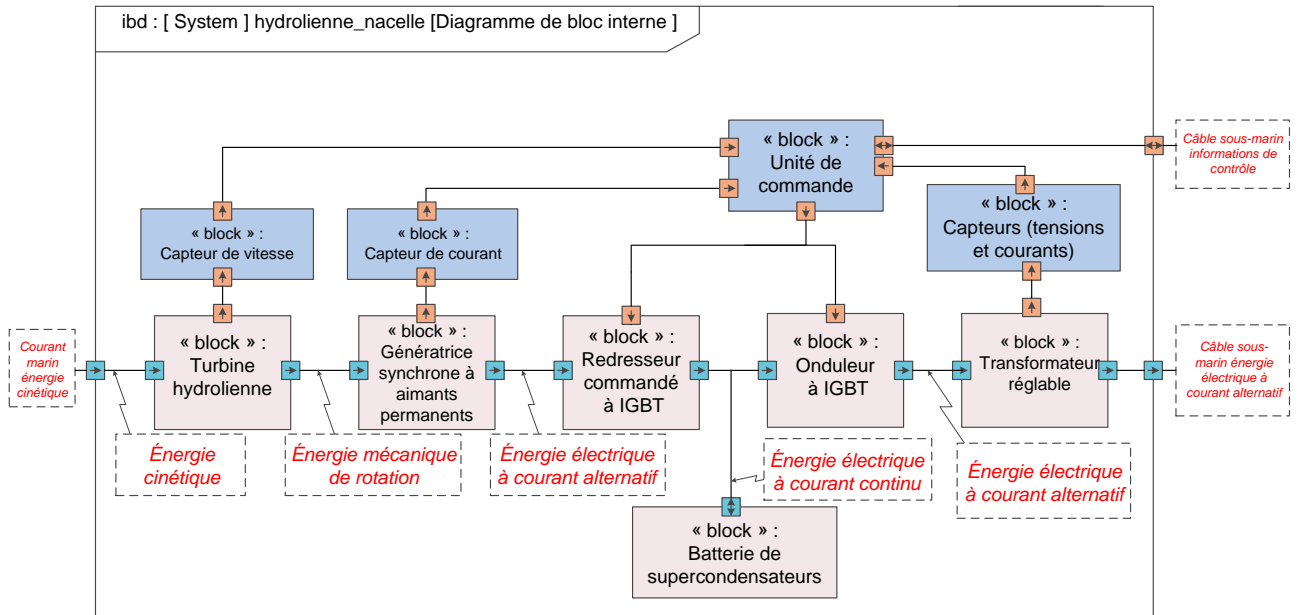 ibd : [ System ] hydrolienne_nacelle [Diagramme de bloc interne ]
« block » :
Unité de
commande
Câble sous-marin
informations de
contrôle
« block » :
Capteur de vitesse
« block » :
Capteur de courant
« block » :
Capteurs (tensions
et courants)
Courant
marin
énergie
cinétique
« block » :
Turbine
hydrolienne
« block » :
Génératrice
synchrone à
aimants
permanents
« block » :
Redresseur
commandé
à IGBT
« block » :
Onduleur
à IGBT
« block » :
Transformateur
réglable
Câble sous-
marin énergie
électrique à
courant alternatif
Énergie
cinétique
Énergie mécanique
de rotation
Énergie électrique
à courant alternatif
Énergie électrique
à courant continu
Énergie électrique
à courant alternatif
« block » :
Batterie de
supercondensateurs